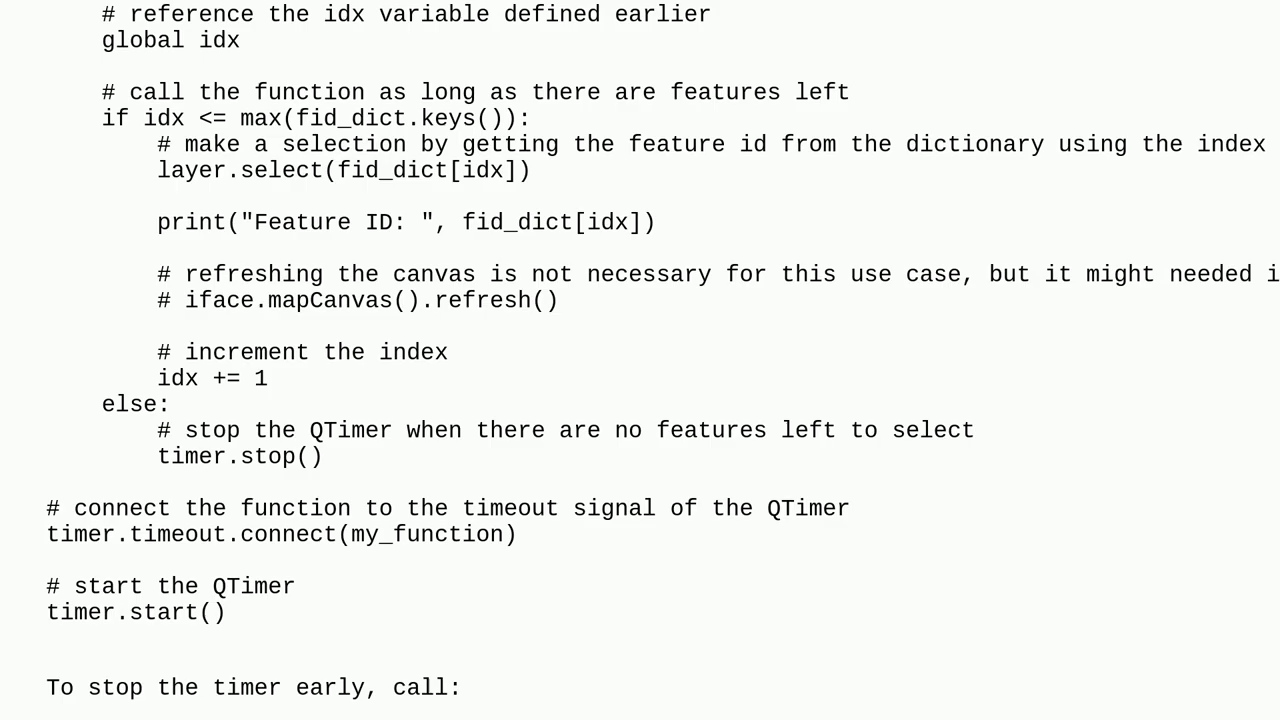 # reference the idx variable defined earlier
global idx
# call the function as long as there are features left
if idx <= max(fid_dict.keys()):
# make a selection by getting the feature id from the dictionary using the index
layer.select(fid_dict[idx])
print("Feature ID: ", fid_dict[idx])
# refreshing the canvas is not necessary for this use case, but it might needed i
# iface.mapCanvas().refresh()
# increment the index
idx += 1
else:
# stop the QTimer when there are no features left to select
timer.stop()
# connect the function to the timeout signal of the QTimer
timer.timeout.connect(my_function)
# start the QTimer
timer.start()
To stop the timer early, call: